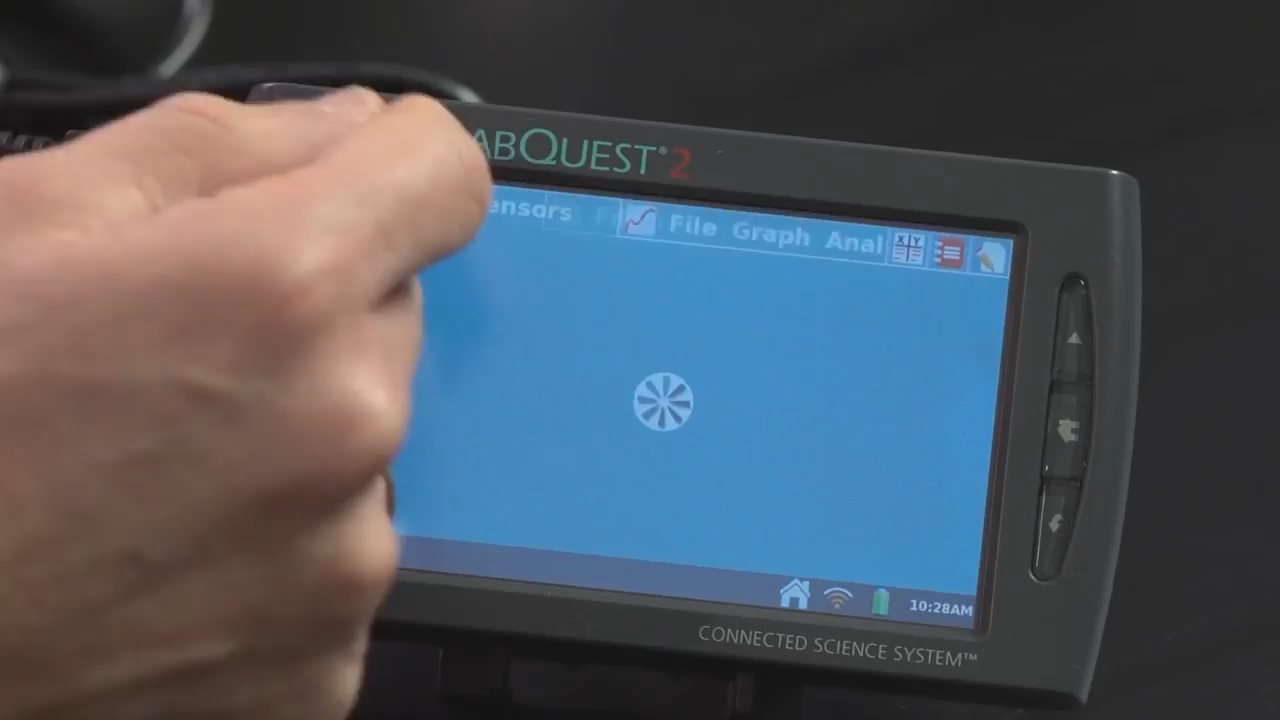 ABQUEST® 2
ensors File Graph Anal X Y
10:28AM
CONNECTED SCIENCE SYSTEM™